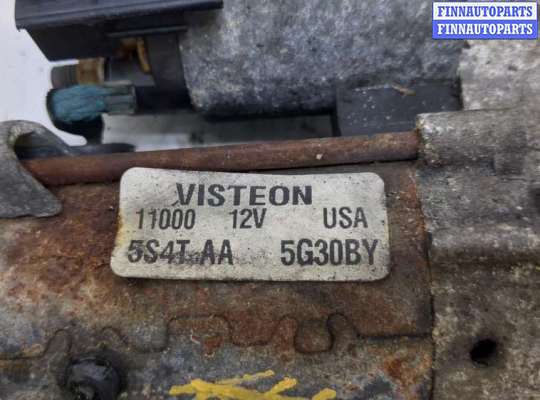 FINNAUTOPARTS
FINNAUTOPARTS
VISTEON
11000 12V USA
5S4T AA 5G30BY